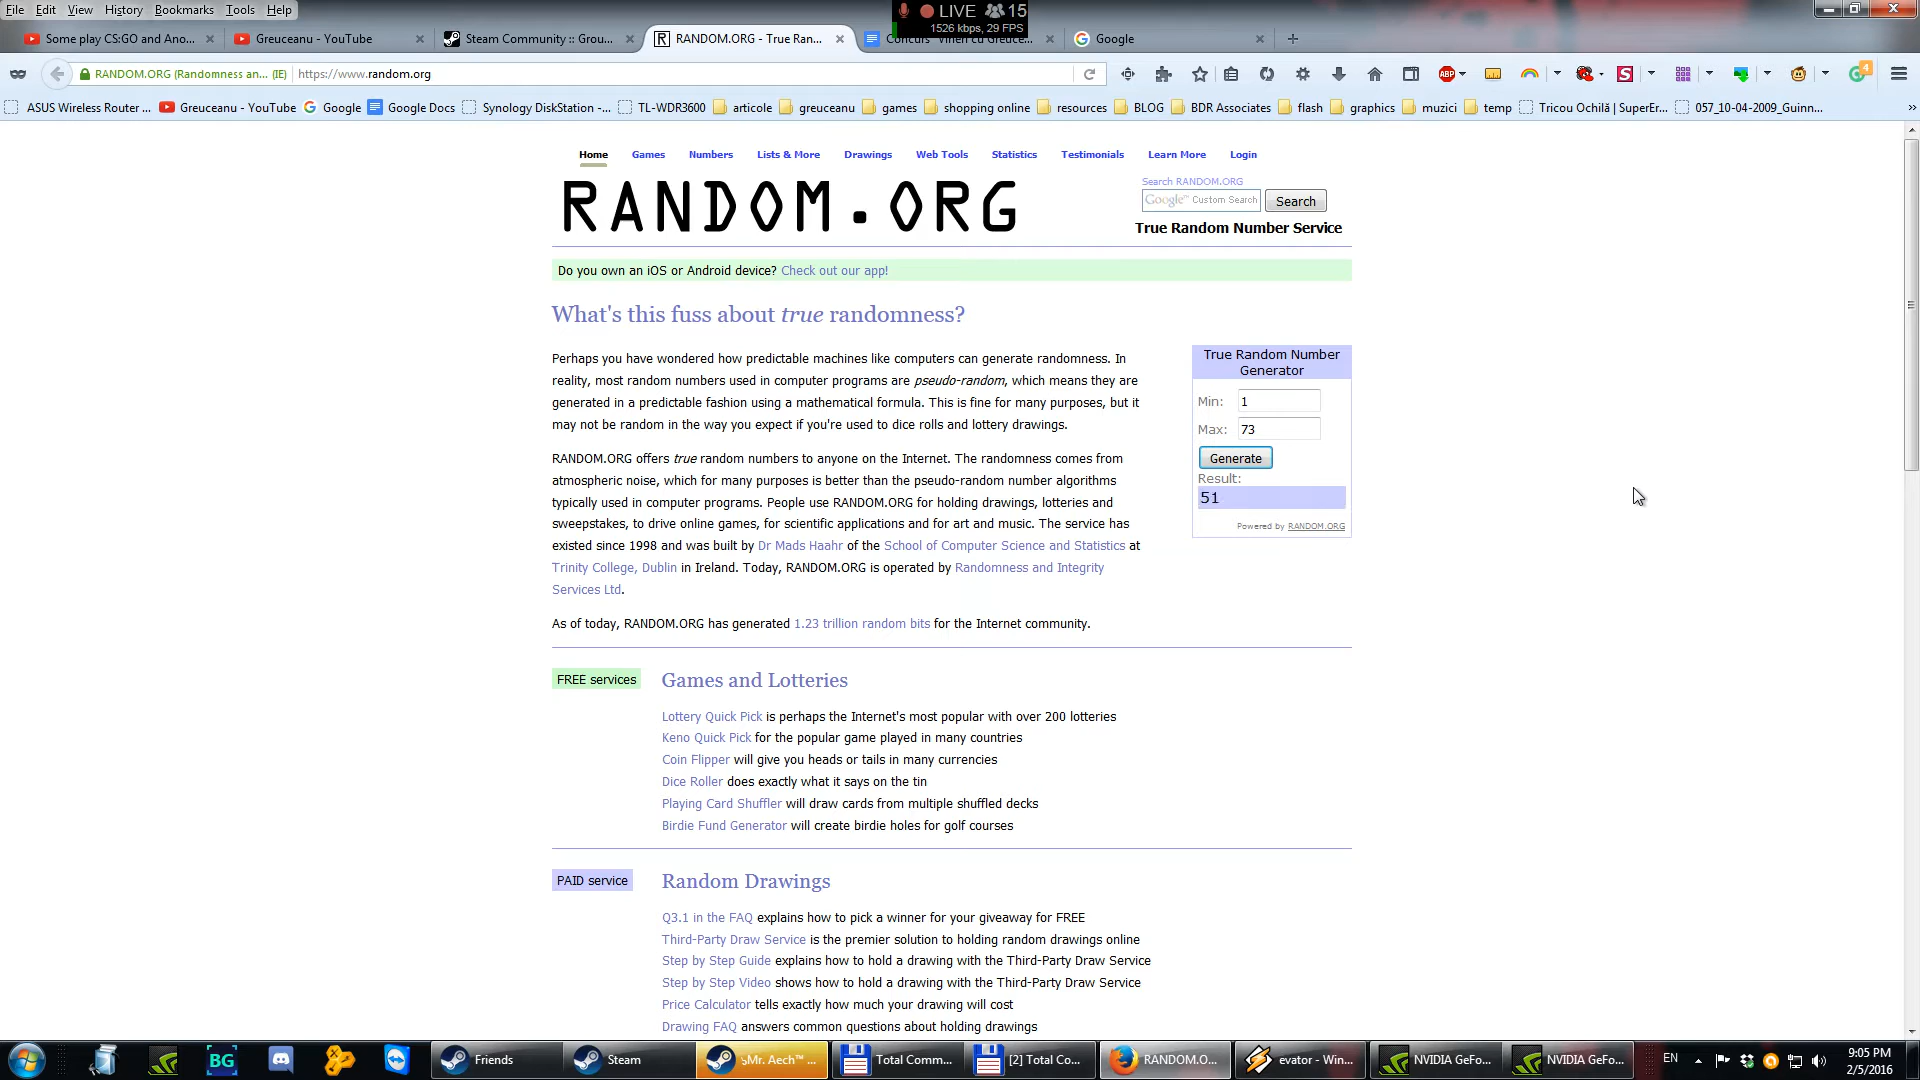 File Edit View History Bookmarks Tools Help
LIVE 15
1526 kbps, 29 FPS
Some play CS:GO and Ano...
Greuceanu - YouTube
Steam Community :: Grou...
RANDOM.ORG - True Ran...
Concurs "Vineri cu Greuce...
Google
RANDOM.ORG (Randomness an... (IE)
https://www.random.org
ABP
4
ASUS Wireless Router ...
Greuceanu - YouTube
Google
Google Docs
Synology DiskStation -...
TL-WDR3600
articole
greuceanu
games
shopping online
resources
BLOG
BDR Associates
flash
graphics
muzici
temp
Tricou Ochilă | SuperEr...
057_10-04-2009_Guinn...
Home Games Numbers Lists & More Drawings Web Tools Statistics Testimonials Learn More Login
RANDOM.ORG
Search RANDOM.ORG
Google™ Custom Search
Search
True Random Number Service
Do you own an iOS or Android device? Check out our app!
What's this fuss about true randomness?
Perhaps you have wondered how predictable machines like computers can generate randomness. In
reality, most random numbers used in computer programs are pseudo-random, which means they are
generated in a predictable fashion using a mathematical formula. This is fine for many purposes, but it
may not be random in the way you expect if you're used to dice rolls and lottery drawings.
RANDOM.ORG offers true random numbers to anyone on the Internet. The randomness comes from
atmospheric noise, which for many purposes is better than the pseudo-random number algorithms
typically used in computer programs. People use RANDOM.ORG for holding drawings, lotteries and
sweepstakes, to drive online games, for scientific applications and for art and music. The service has
existed since 1998 and was built by Dr Mads Haahr of the School of Computer Science and Statistics at
Trinity College, Dublin in Ireland. Today, RANDOM.ORG is operated by Randomness and Integrity
Services Ltd.
As of today, RANDOM.ORG has generated 1.23 trillion random bits for the Internet community.
True Random Number
Generator
Min: 1
Max: 73
Generate
Result:
51
Powered by RANDOM.ORG
FREE services
Games and Lotteries
Lottery Quick Pick is perhaps the Internet's most popular with over 200 lotteries
Keno Quick Pick for the popular game played in many countries
Coin Flipper will give you heads or tails in many currencies
Dice Roller does exactly what it says on the tin
Playing Card Shuffler will draw cards from multiple shuffled decks
Birdie Fund Generator will create birdie holes for golf courses
PAID service
Random Drawings
Q3.1 in the FAQ explains how to pick a winner for your giveaway for FREE
Third-Party Draw Service is the premier solution to holding random drawings online
Step by Step Guide explains how to hold a drawing with the Third-Party Draw Service
Step by Step Video shows how to hold a drawing with the Third-Party Draw Service
Price Calculator tells exactly how much your drawing will cost
Drawing FAQ answers common questions about holding drawings
BG
Friends
Steam
Mr. Aech™ ...
Total Comm...
[2] Total Co...
RANDOM.O...
evator - Win...
NVIDIA GeFo...
NVIDIA GeFo...
EN
9:05 PM
2/5/2016